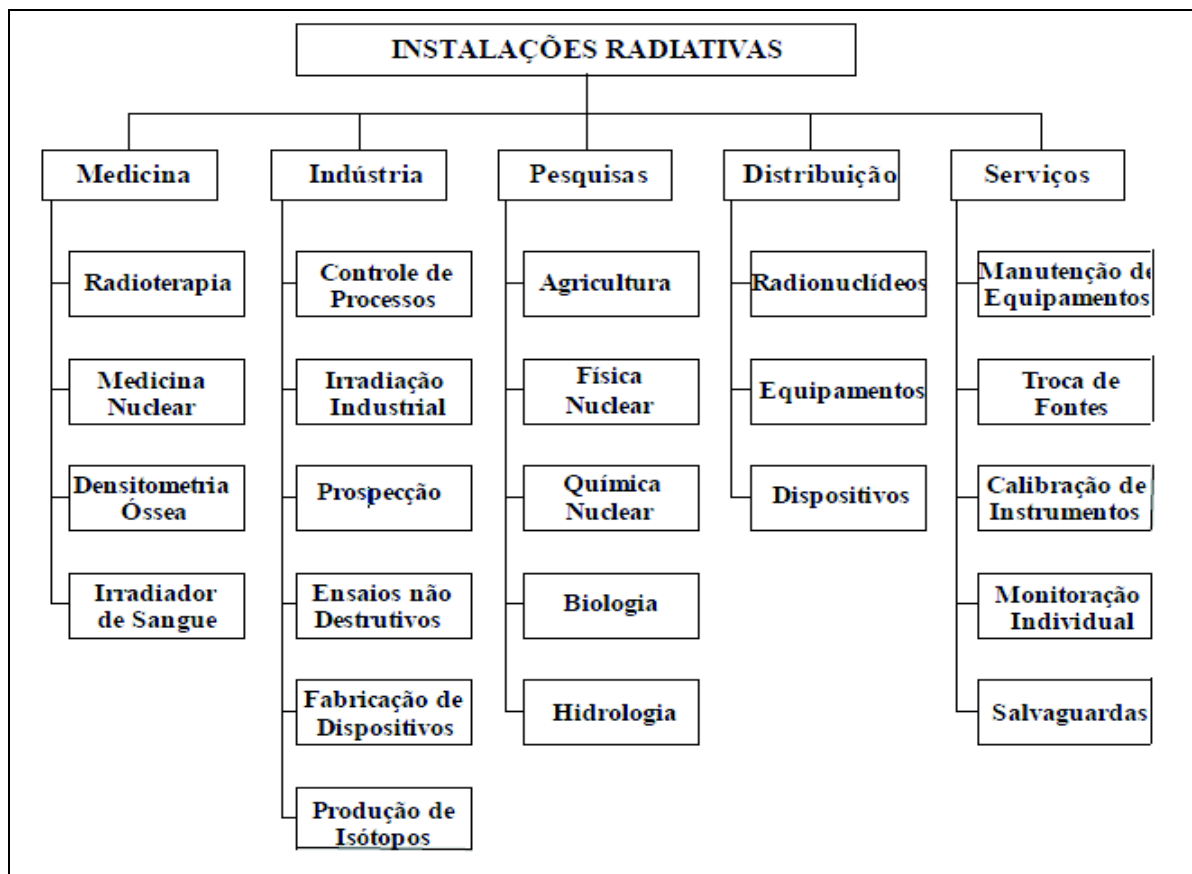 INSTALAÇÕES RADIATIVAS
Medicina
Radioterapia
Medicina
Nuclear
Densitometria
Óssea
Irradiador
de Sangue
Indústria
Controle de
Processos
Irradiação
Industrial
Prospecção
Ensaios não
Destrutivos
Fabricação de
Dispositivos
Produção de
Isótopos
Pesquisas
Agricultura
Física
Nuclear
Química
Nuclear
Biologia
Hidrologia
Distribuição
Radionuclídeos
Equipamentos
Dispositivos
Serviços
Manutenção de
Equipamentos
Troca de
Fontes
Calibração de
Instrumentos
Monitoração
Individual
Salvaguardas